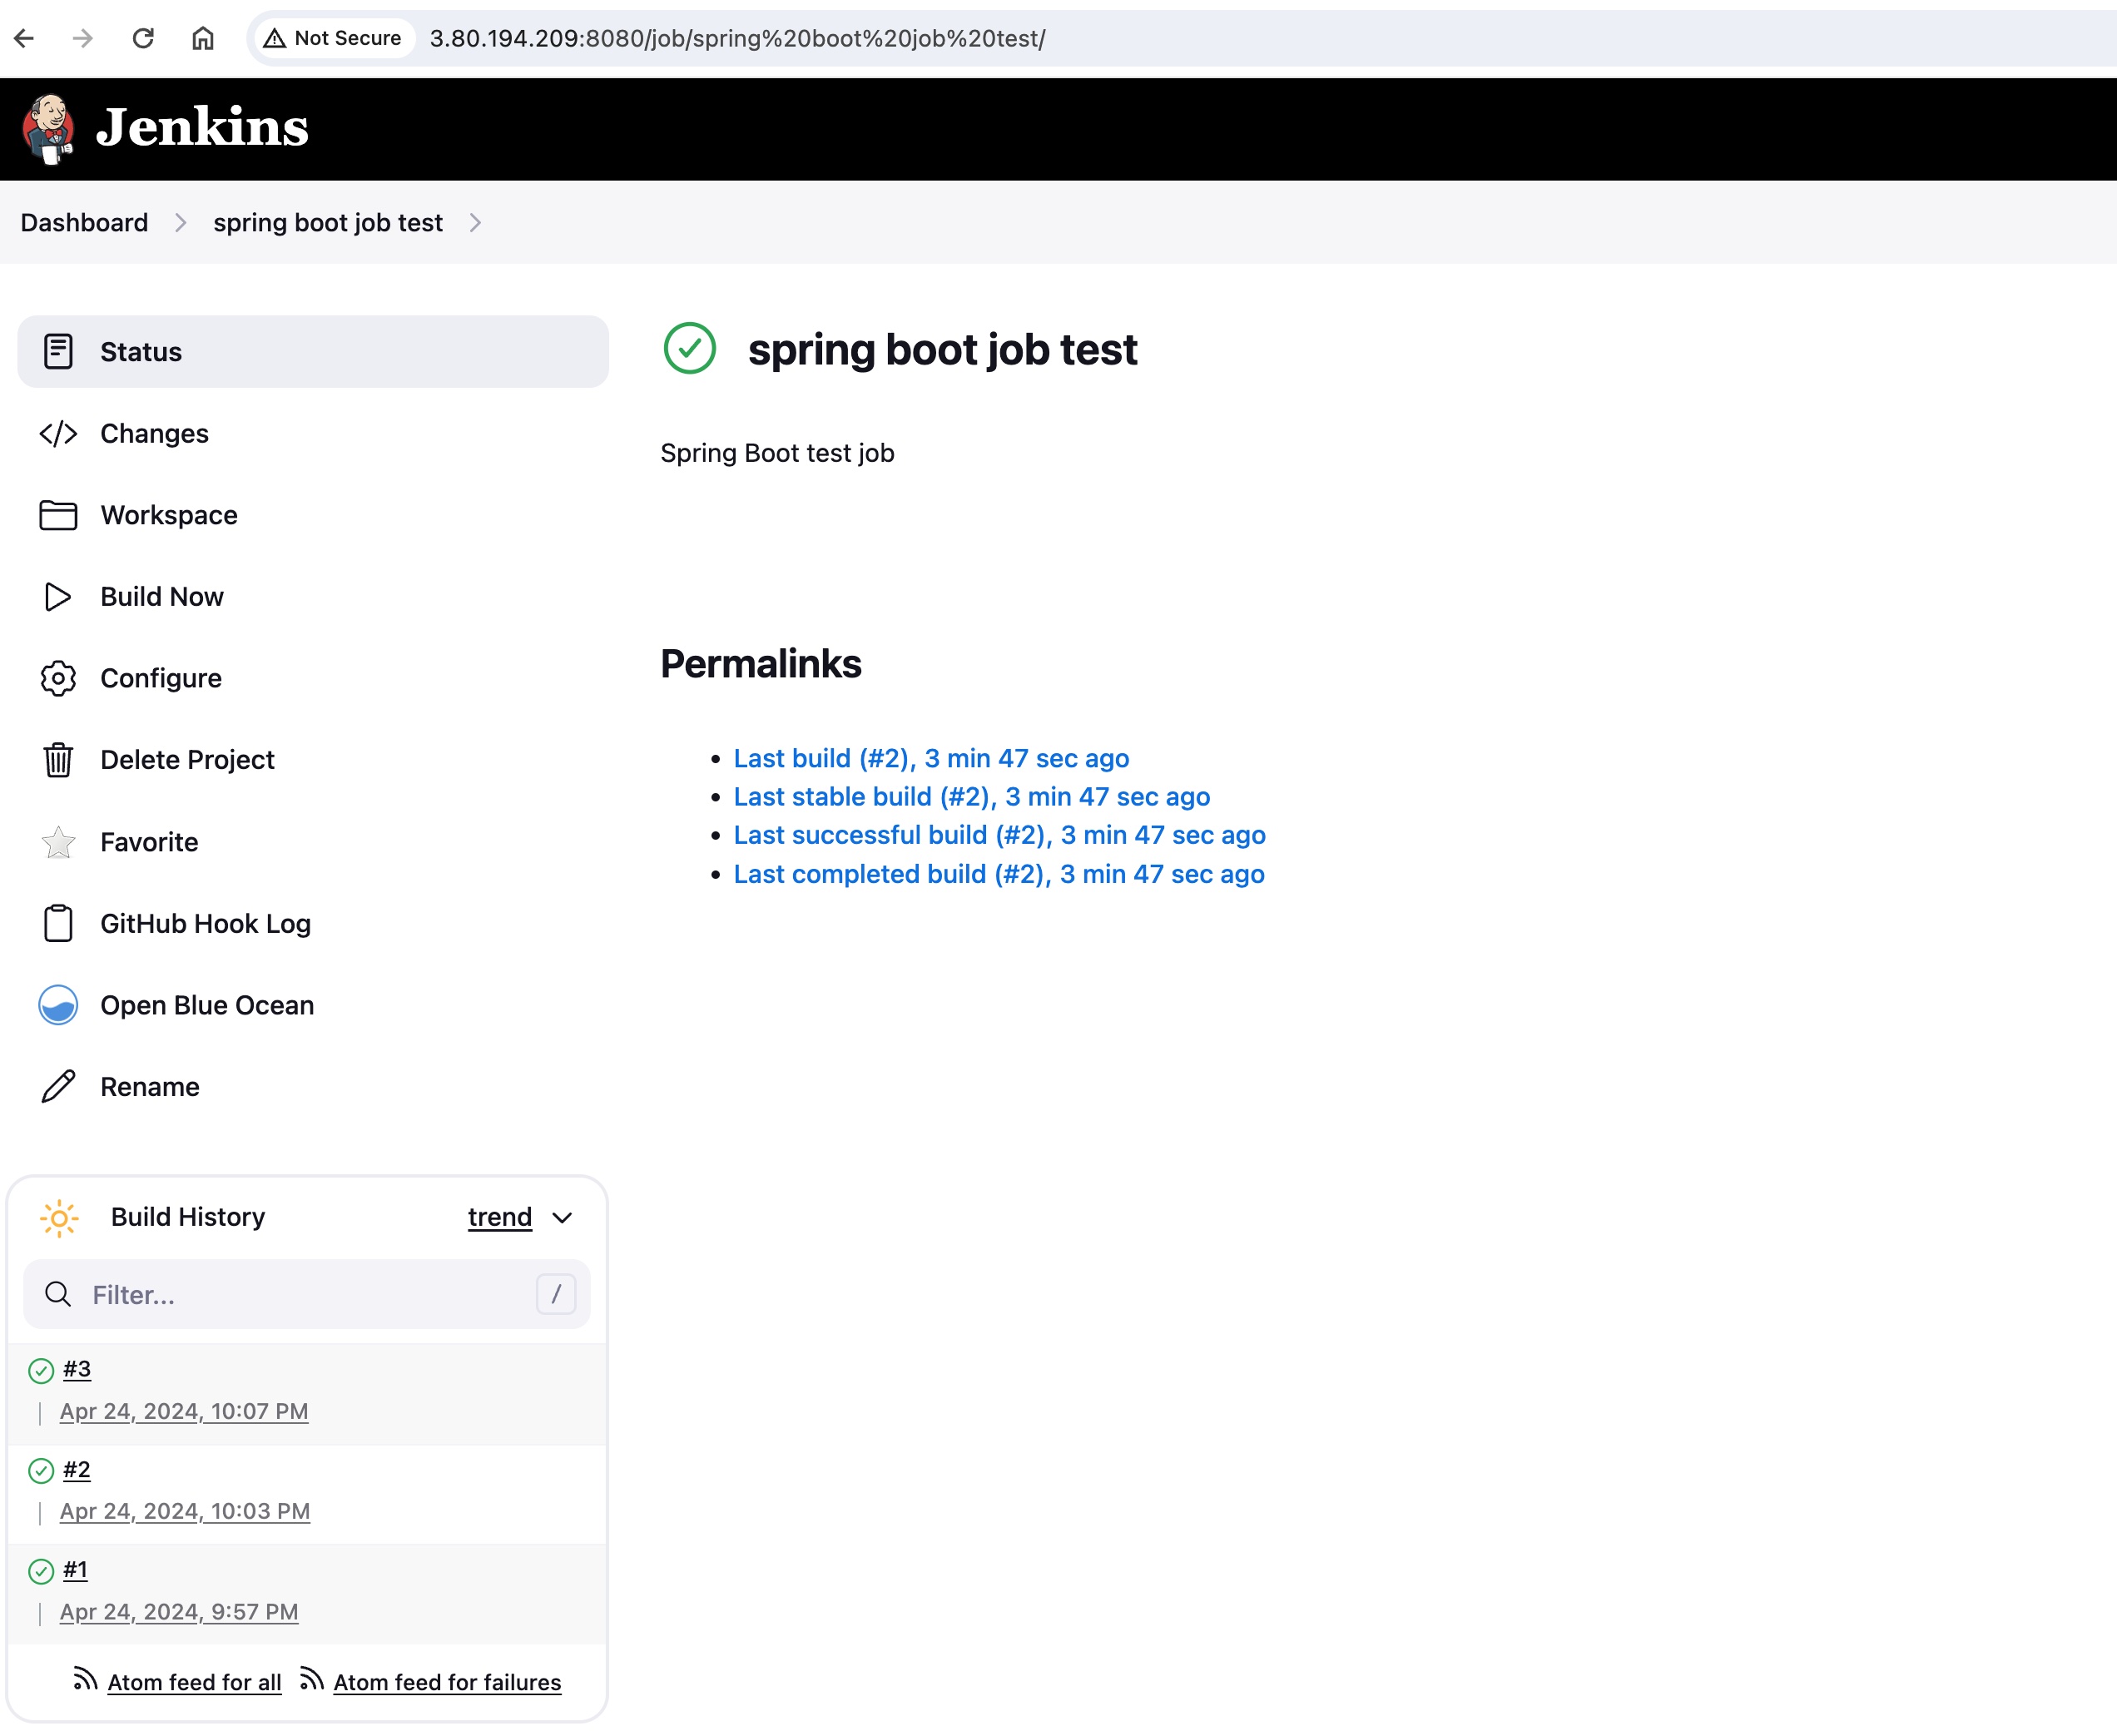 Not Secure 3.80.194.209:8080/job/spring%20boot%20job%20test/
Jenkins
Dashboard spring boot job test
Status
Changes
Workspace
Build Now
Configure
Delete Project
Favorite
GitHub Hook Log
Open Blue Ocean
Rename
spring boot job test
Spring Boot test job
Permalinks
Last build (#2), 3 min 47 sec ago
Last stable build (#2), 3 min 47 sec ago
Last successful build (#2), 3 min 47 sec ago
Last completed build (#2), 3 min 47 sec ago
Build History trend
Filter... /
#3
Apr 24, 2024, 10:07 PM
#2
Apr 24, 2024, 10:03 PM
#1
Apr 24, 2024, 9:57 PM
Atom feed for all Atom feed for failures